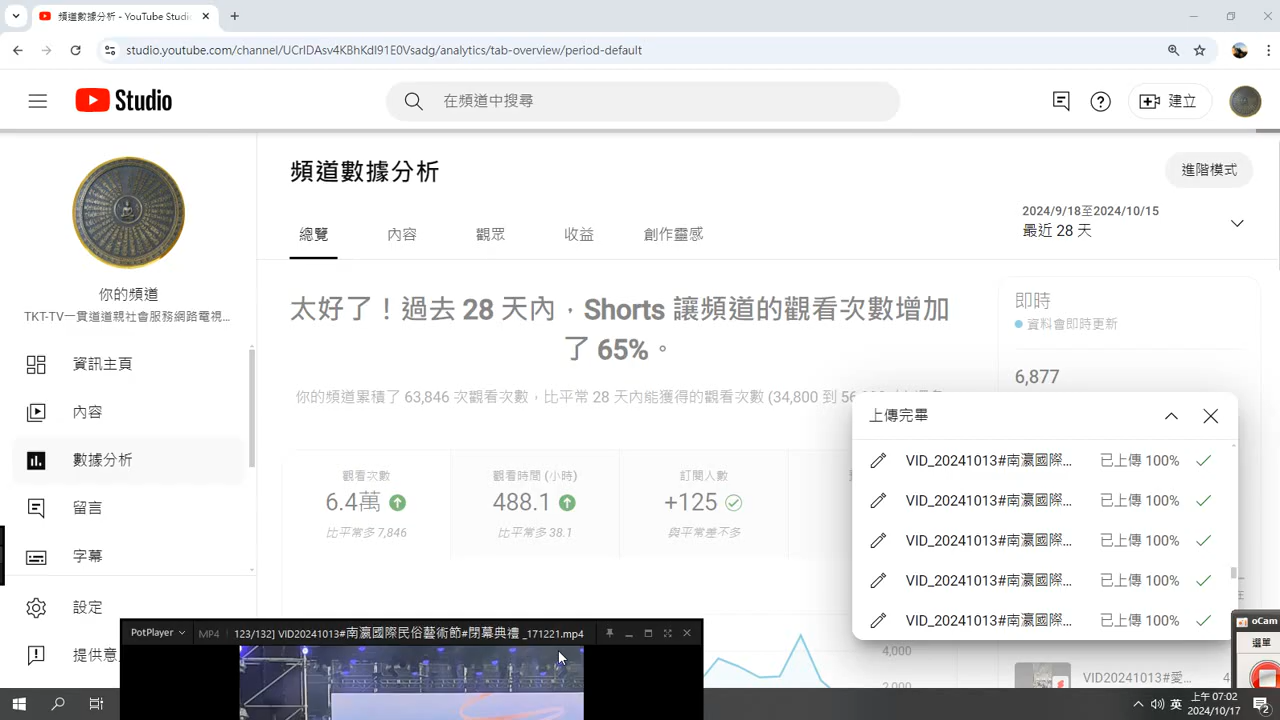 頻道數據分析 - YouTube Studio
studio.youtube.com/channel/UCrIDAsv4KBhKdI91E0Vsadg/analytics/tab-overview/period-default
Studio
在頻道中搜尋
建立
頻道數據分析
進階模式
2024/9/18至2024/10/15
最近 28 天
總覽
內容
觀眾
收益
創作靈感
你的頻道
TKT-TV一貫道道親社會服務網路電視...
資訊主頁
內容
數據分析
留言
字幕
設定
提供意
太好了！過去 28 天內，Shorts 讓頻道的觀看次數增加
了 65%。
你的頻道累積了 63,846 次觀看次數，比平常 28 天內能獲得的觀看次數 (34,800 到
觀看次數
6.4萬
比平常多 7,846
觀看時間 (小時)
488.1
比平常多 38.1
訂閱人數
+125
與平常差不多
即時
資料會即時更新
6,877
上傳完畢
VID_20241013#南瀛國際... 已上傳 100%
VID_20241013#南瀛國際... 已上傳 100%
VID_20241013#南瀛國際... 已上傳 100%
VID_20241013#南瀛國際... 已上傳 100%
VID_20241013#南瀛國際... 已上傳 100%
4,000
2,000
VID20241016#愛...
4
PotPlayer
MP4
123/132] VID20241013#南瀛國際民俗藝術節#開幕典禮 _171221.mp4
oCam
選單
英
上午 07:02
2024/10/17
2